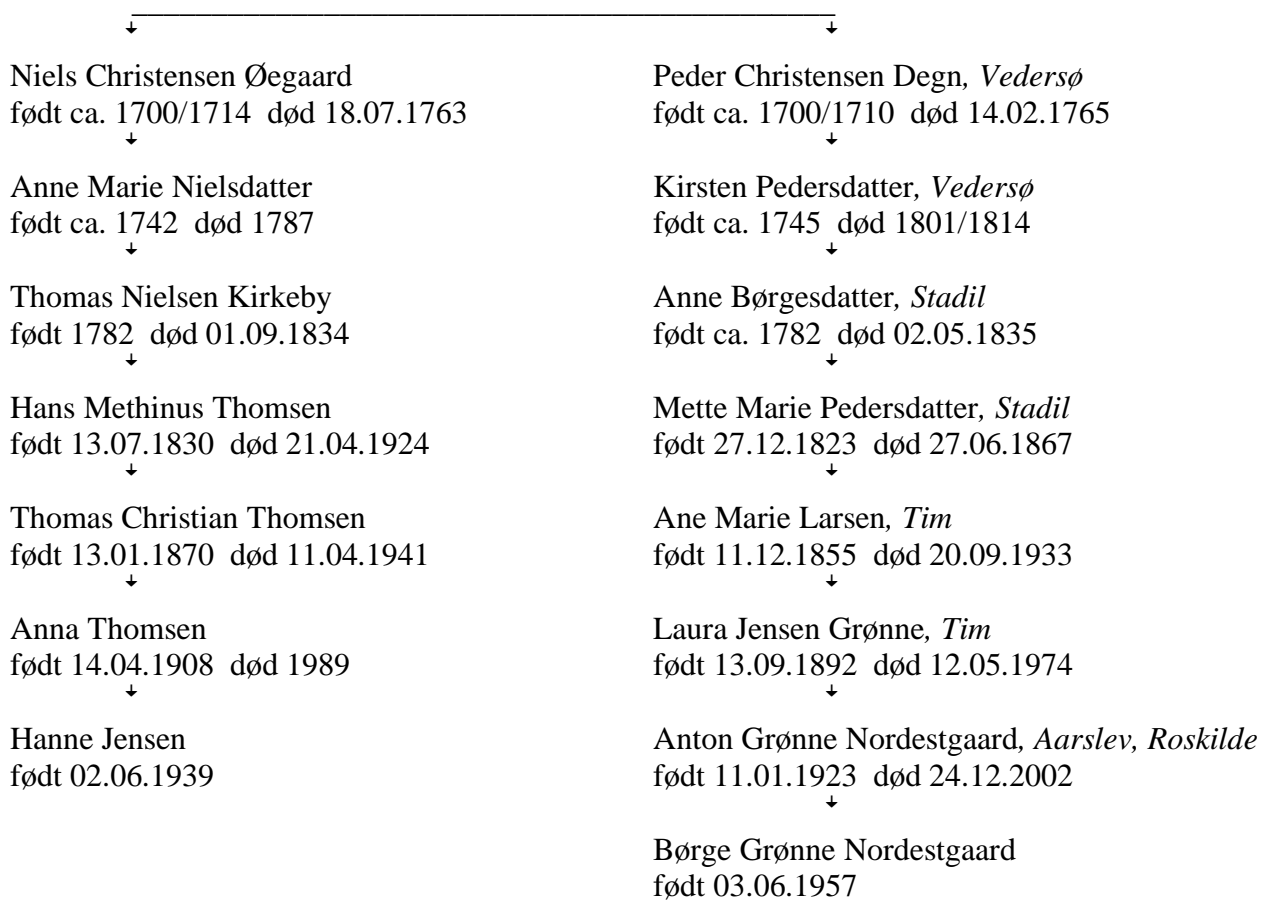 Niels Christensen Øegaard
født ca. 1700/1714  død 18.07.1763
Anne Marie Nielsdatter
født ca. 1742  død 1787
Thomas Nielsen Kirkeby
født 1782  død 01.09.1834
Hans Methinus Thomsen
født 13.07.1830  død 21.04.1924
Thomas Christian Thomsen
født 13.01.1870  død 11.04.1941
Anna Thomsen
født 14.04.1908  død 1989
Hanne Jensen
født 02.06.1939
Peder Christensen Degn, Vedersø
født ca. 1700/1710  død 14.02.1765
Kirsten Pedersdatter, Vedersø
født ca. 1745  død 1801/1814
Anne Børgesdatter, Stadil
født ca. 1782  død 02.05.1835
Mette Marie Pedersdatter, Stadil
født 27.12.1823  død 27.06.1867
Ane Marie Larsen, Tim
født 11.12.1855  død 20.09.1933
Laura Jensen Grønne, Tim
født 13.09.1892  død 12.05.1974
Anton Grønne Nordestgaard, Aarslev, Roskilde
født 11.01.1923  død 24.12.2002
Børge Grønne Nordestgaard
født 03.06.1957